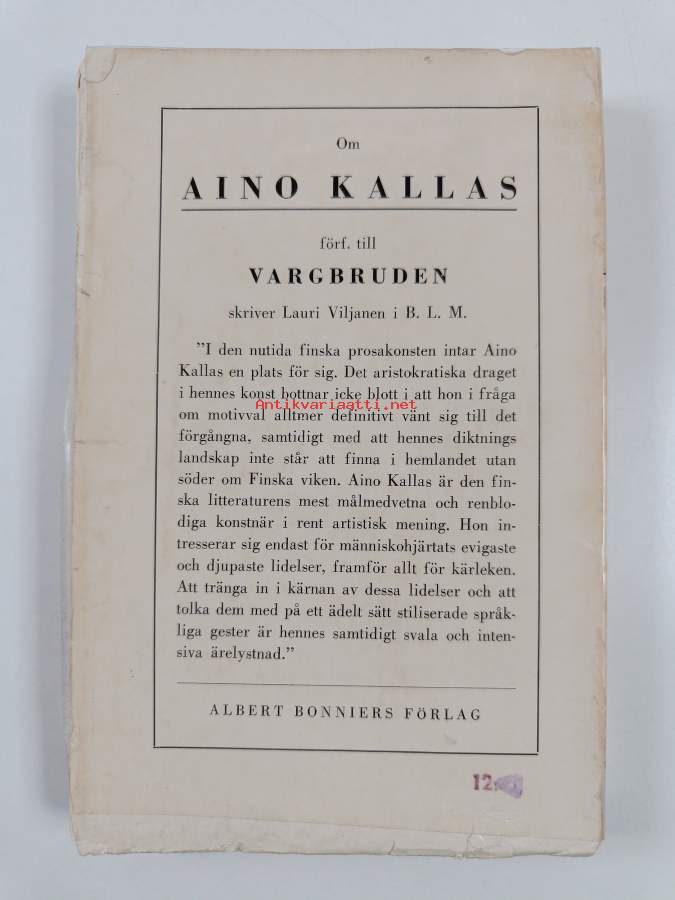 Om
AINO KALLAS
förf. till
VARGBRUDEN
skriver Lauri Viljanen i B. L. M.
”I den nutida finska prosakonsten intar Aino
Kallas en plats för sig. Det aristokratiska draget
i hennes konst bottnar icke blott i att hon i fråga
Antikvariaatti.net
om motivval alltmer definitivt vänt sig till det
förgångna, samtidigt med att hennes diktnings
landskap inte står att finna i hemlandet utan
söder om Finska viken. Aino Kallas är den fin-
ska litteraturens mest målmedvetna och renblo-
diga konstnär i rent artistisk mening. Hon in-
tresserar sig endast för människohjärtats evigaste
och djupaste lidelser, framför allt för kärleken.
Att tränga in i kärnan av dessa lidelser och att
tolka dem med på ett ädelt sätt stiliserade språk-
liga gester är hennes samtidigt svala och inten-
siva ärelystnad.”
ALBERT BONNIERS FÖRLAG